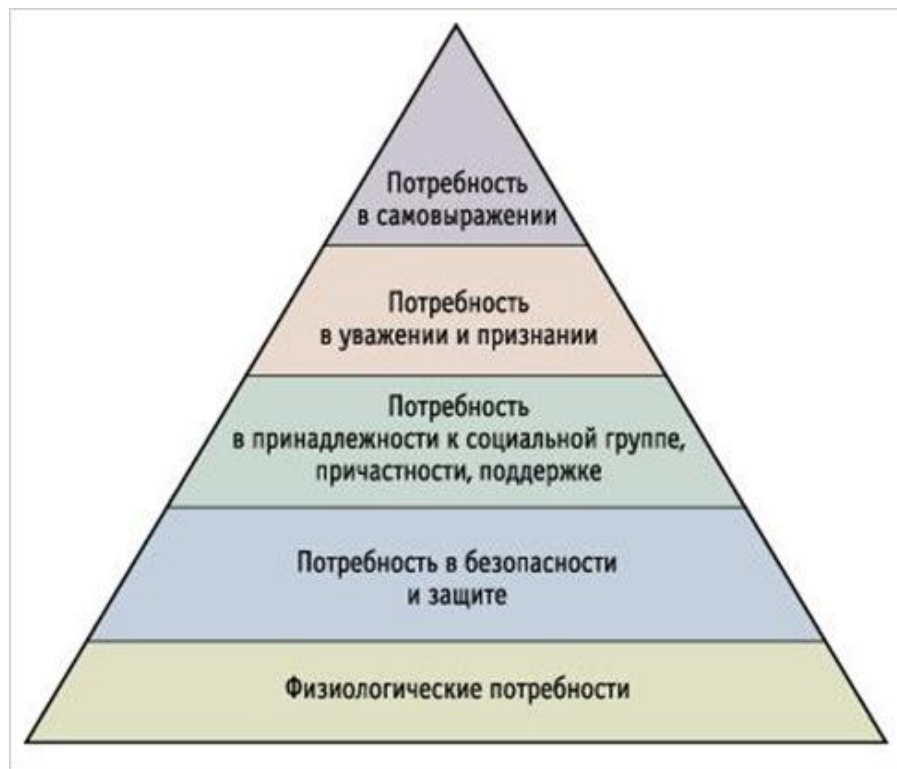 Потребность
в самовыражении
Потребность
в уважении и признании
Потребность
в принадлежности к социальной группе,
причастности, поддержке
Потребность в безопасности
и защите
Физиологические потребности